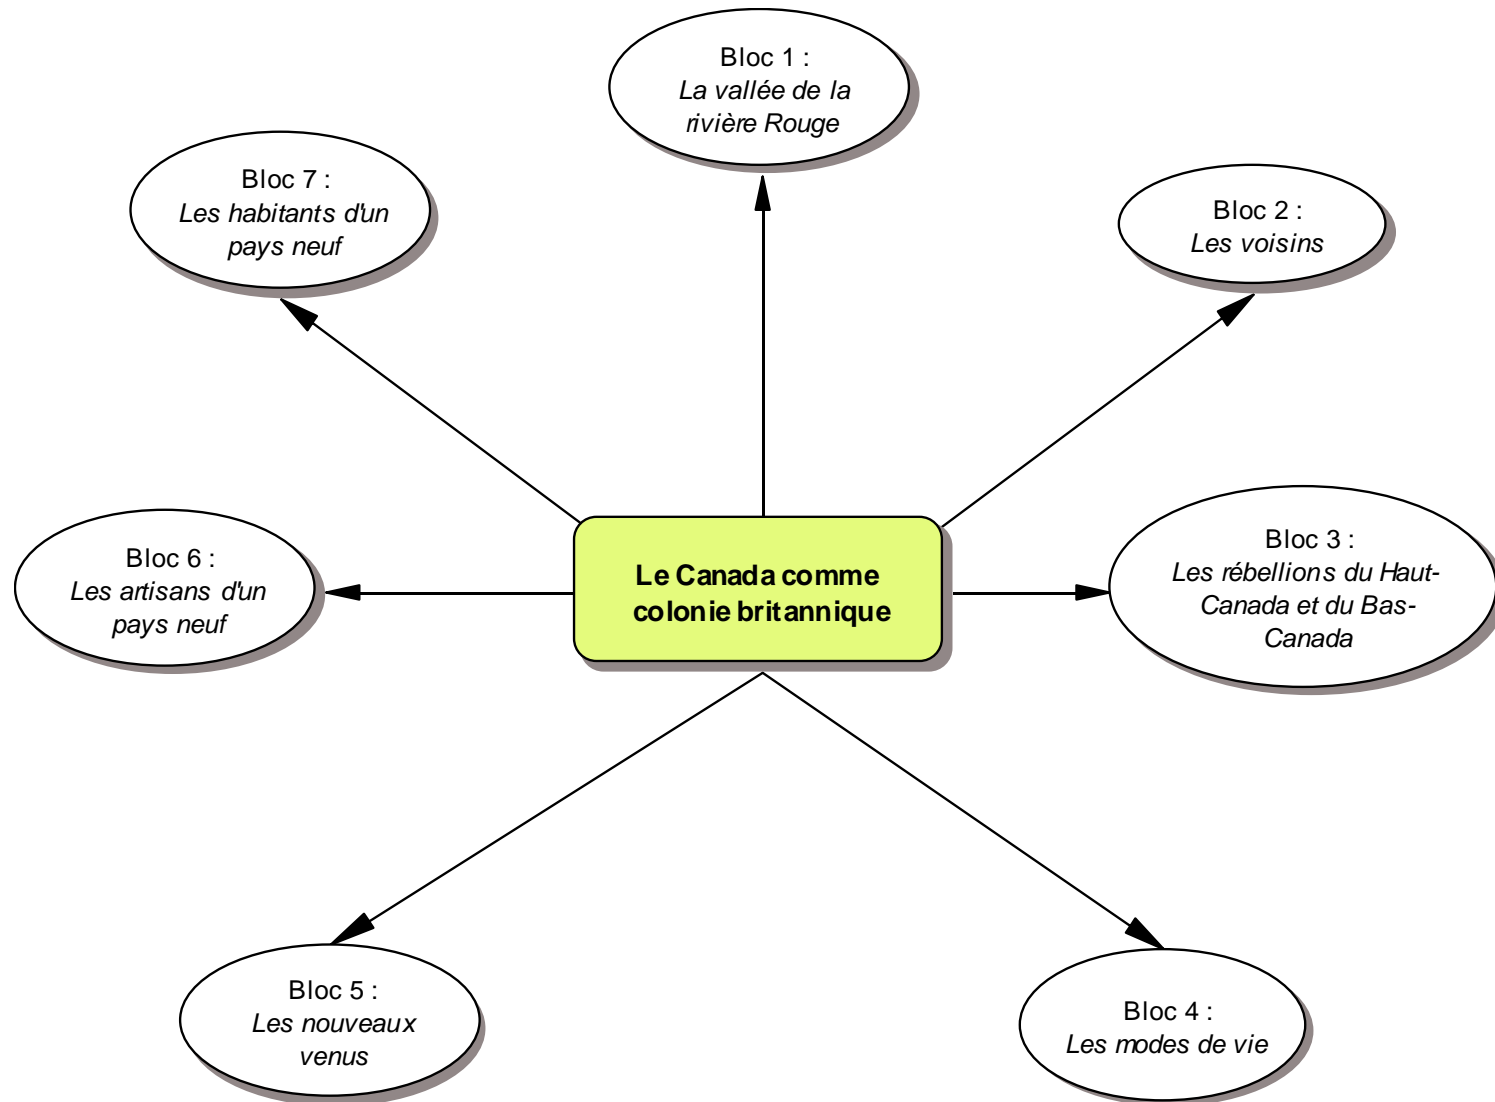 Bloc 1 :
La vallée de la
rivière Rouge
Bloc 7 :
Les habitants d'un
pays neuf
Bloc 2 :
Les voisins
Bloc 6 :
Les artisans d'un
pays neuf
Le Canada comme
colonie britannique
Bloc 3 :
Les rébellions du Haut-
Canada et du Bas-
Canada
Bloc 5 :
Les nouveaux
venus
Bloc 4 :
Les modes de vie